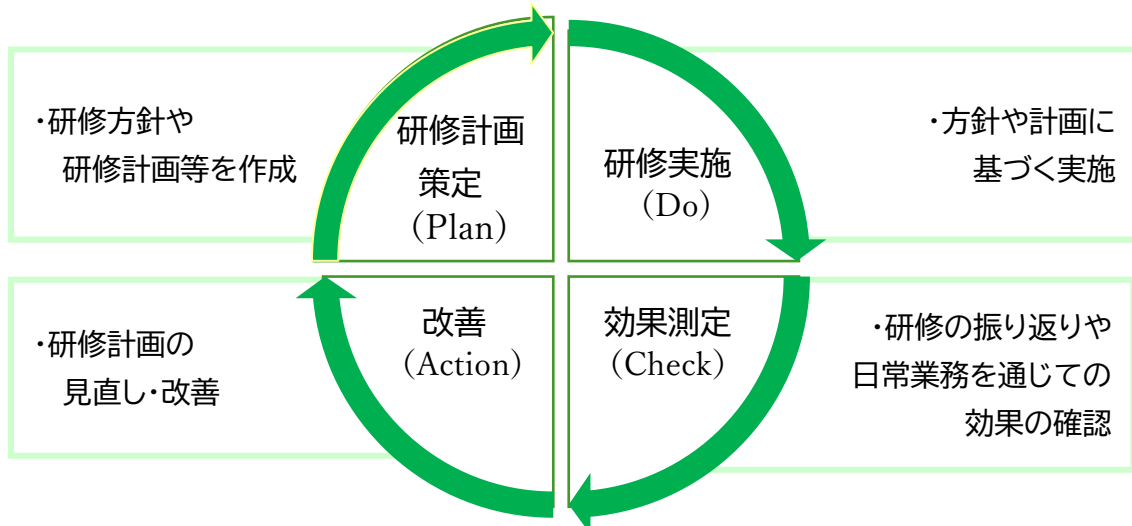 ・研修方針や
研修計画等を作成
研修計画
策定
（Plan）
研修実施
（Do）
・方針や計画に
基づく実施
・研修計画の
見直し・改善
改善
（Action）
効果測定
（Check）
・研修の振り返りや
日常業務を通じての
効果の確認